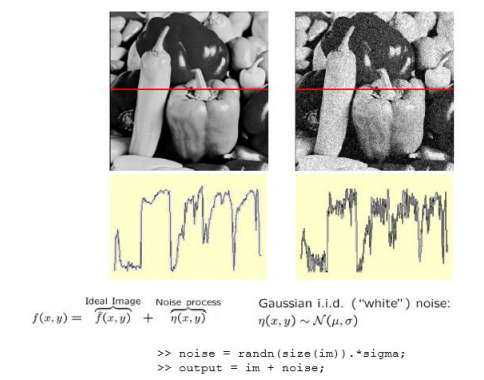 Ideal Image Noise process
f(x, y) = f̄(x, y) + η(x, y)
Gaussian i.i.d. ("white") noise:
η(x, y) ∼ 𝒩(μ, σ)
>> noise = randn(size(im)).*sigma;
>> output = im + noise;